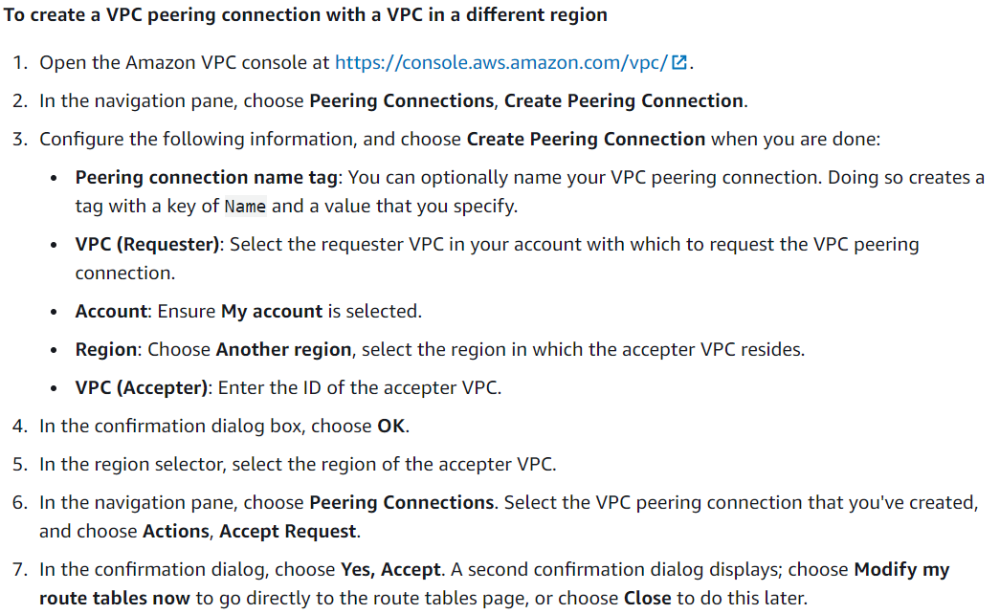 To create a VPC peering connection with a VPC in a different region
1. Open the Amazon VPC console at https://console.aws.amazon.com/vpc/.
2. In the navigation pane, choose Peering Connections, Create Peering Connection.
3. Configure the following information, and choose Create Peering Connection when you are done:
• Peering connection name tag: You can optionally name your VPC peering connection. Doing so creates a
tag with a key of Name and a value that you specify.
• VPC (Requester): Select the requester VPC in your account with which to request the VPC peering
connection.
• Account: Ensure My account is selected.
• Region: Choose Another region, select the region in which the accepter VPC resides.
• VPC (Accepter): Enter the ID of the accepter VPC.
4. In the confirmation dialog box, choose OK.
5. In the region selector, select the region of the accepter VPC.
6. In the navigation pane, choose Peering Connections. Select the VPC peering connection that you've created,
and choose Actions, Accept Request.
7. In the confirmation dialog, choose Yes, Accept. A second confirmation dialog displays; choose Modify my
route tables now to go directly to the route tables page, or choose Close to do this later.